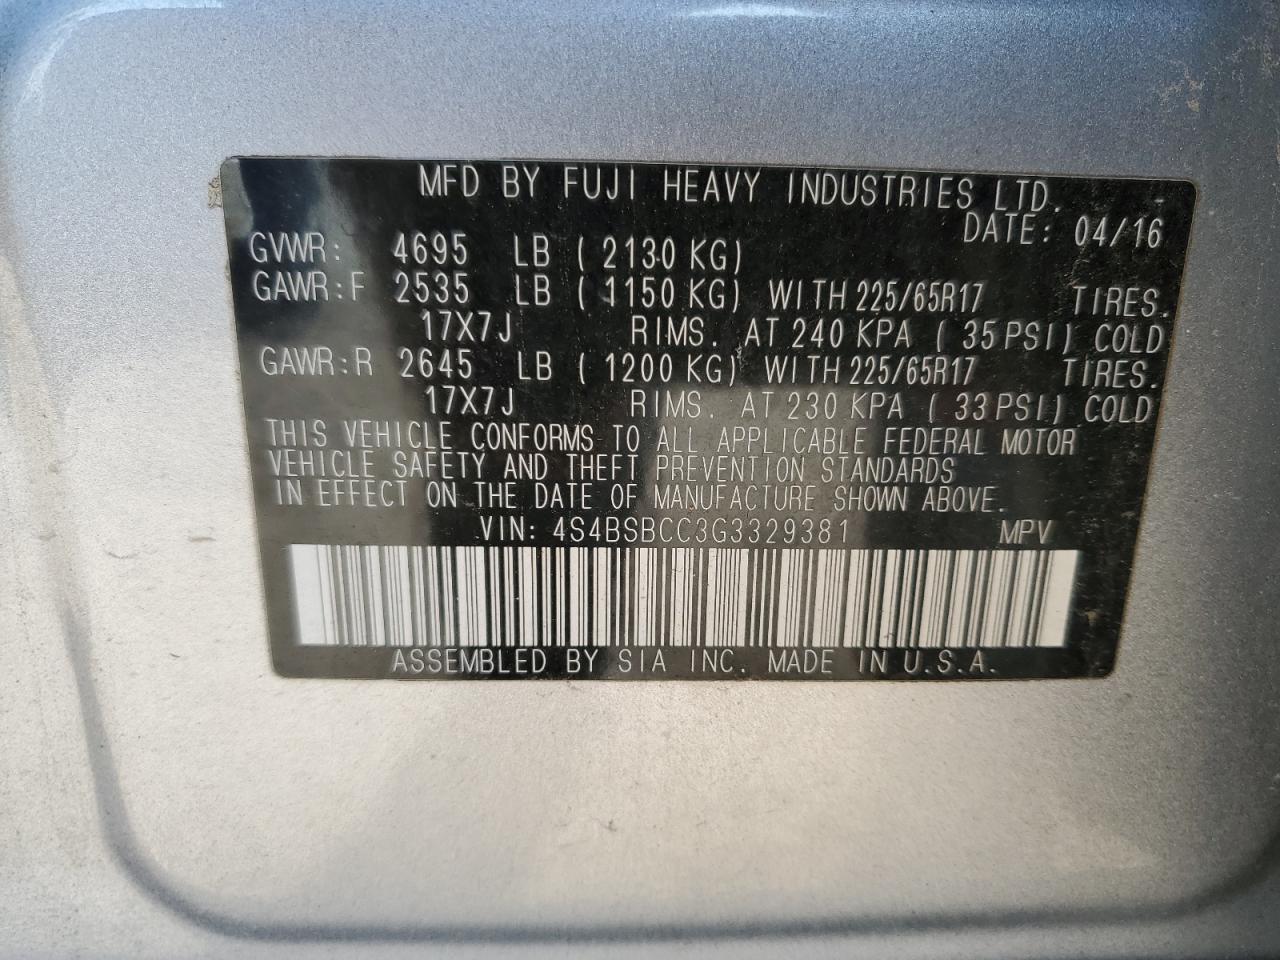 MFD BY FUJI HEAVY INDUSTRIES LTD.
DATE: 04/16
GVWR: 4695 LB ( 2130 KG)
GAWR:F 2535 LB ( 1150 KG) WITH 225/65R17 TIRES.
17X7J RIMS. AT 240 KPA ( 35 PSI) COLD
GAWR:R 2645 LB ( 1200 KG) WITH 225/65R17 TIRES.
17X7J RIMS. AT 230 KPA ( 33 PSI) COLD
THIS VEHICLE CONFORMS TO ALL APPLICABLE FEDERAL MOTOR
VEHICLE SAFETY AND THEFT PREVENTION STANDARDS
IN EFFECT ON THE DATE OF MANUFACTURE SHOWN ABOVE.
VIN: 4S4BSBCC3G3329381 MPV
ASSEMBLED BY SIA INC. MADE IN U.S.A.